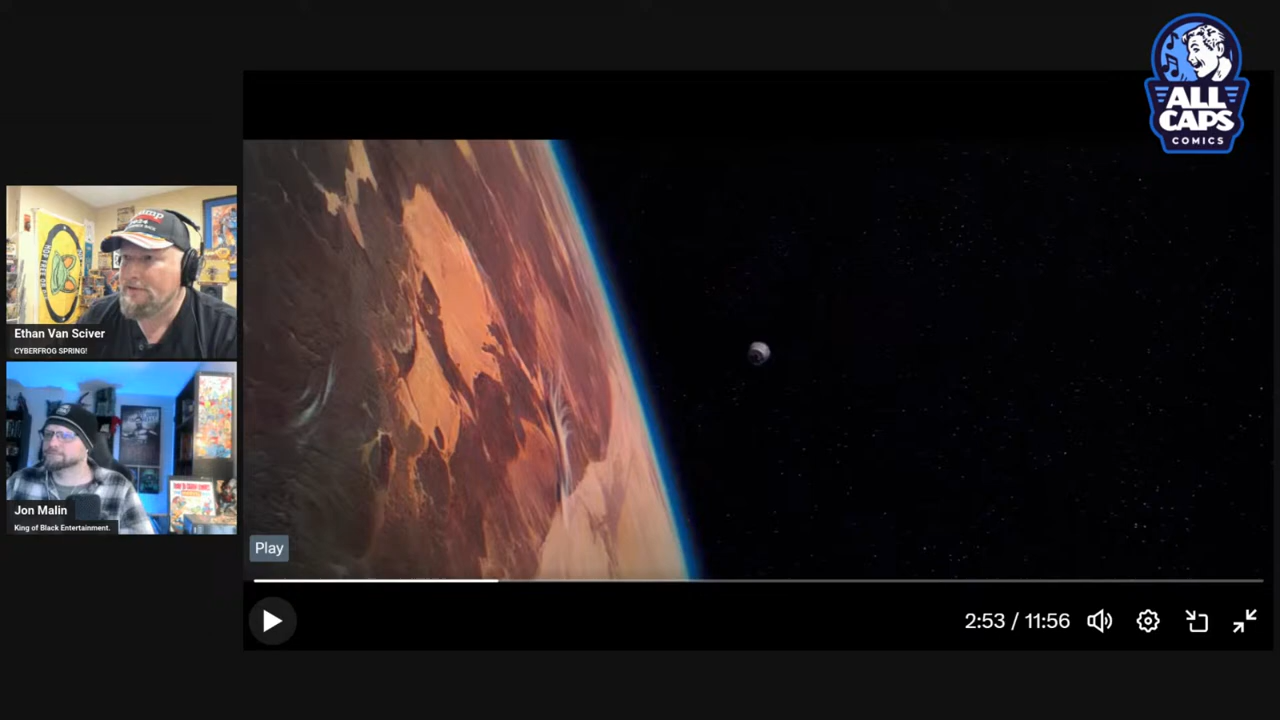 ALL
CAPS
COMICS
Ethan Van Sciver
CYBERFROG SPRING!
Jon Malin
King of Black Entertainment.
Play
2:53 / 11:56